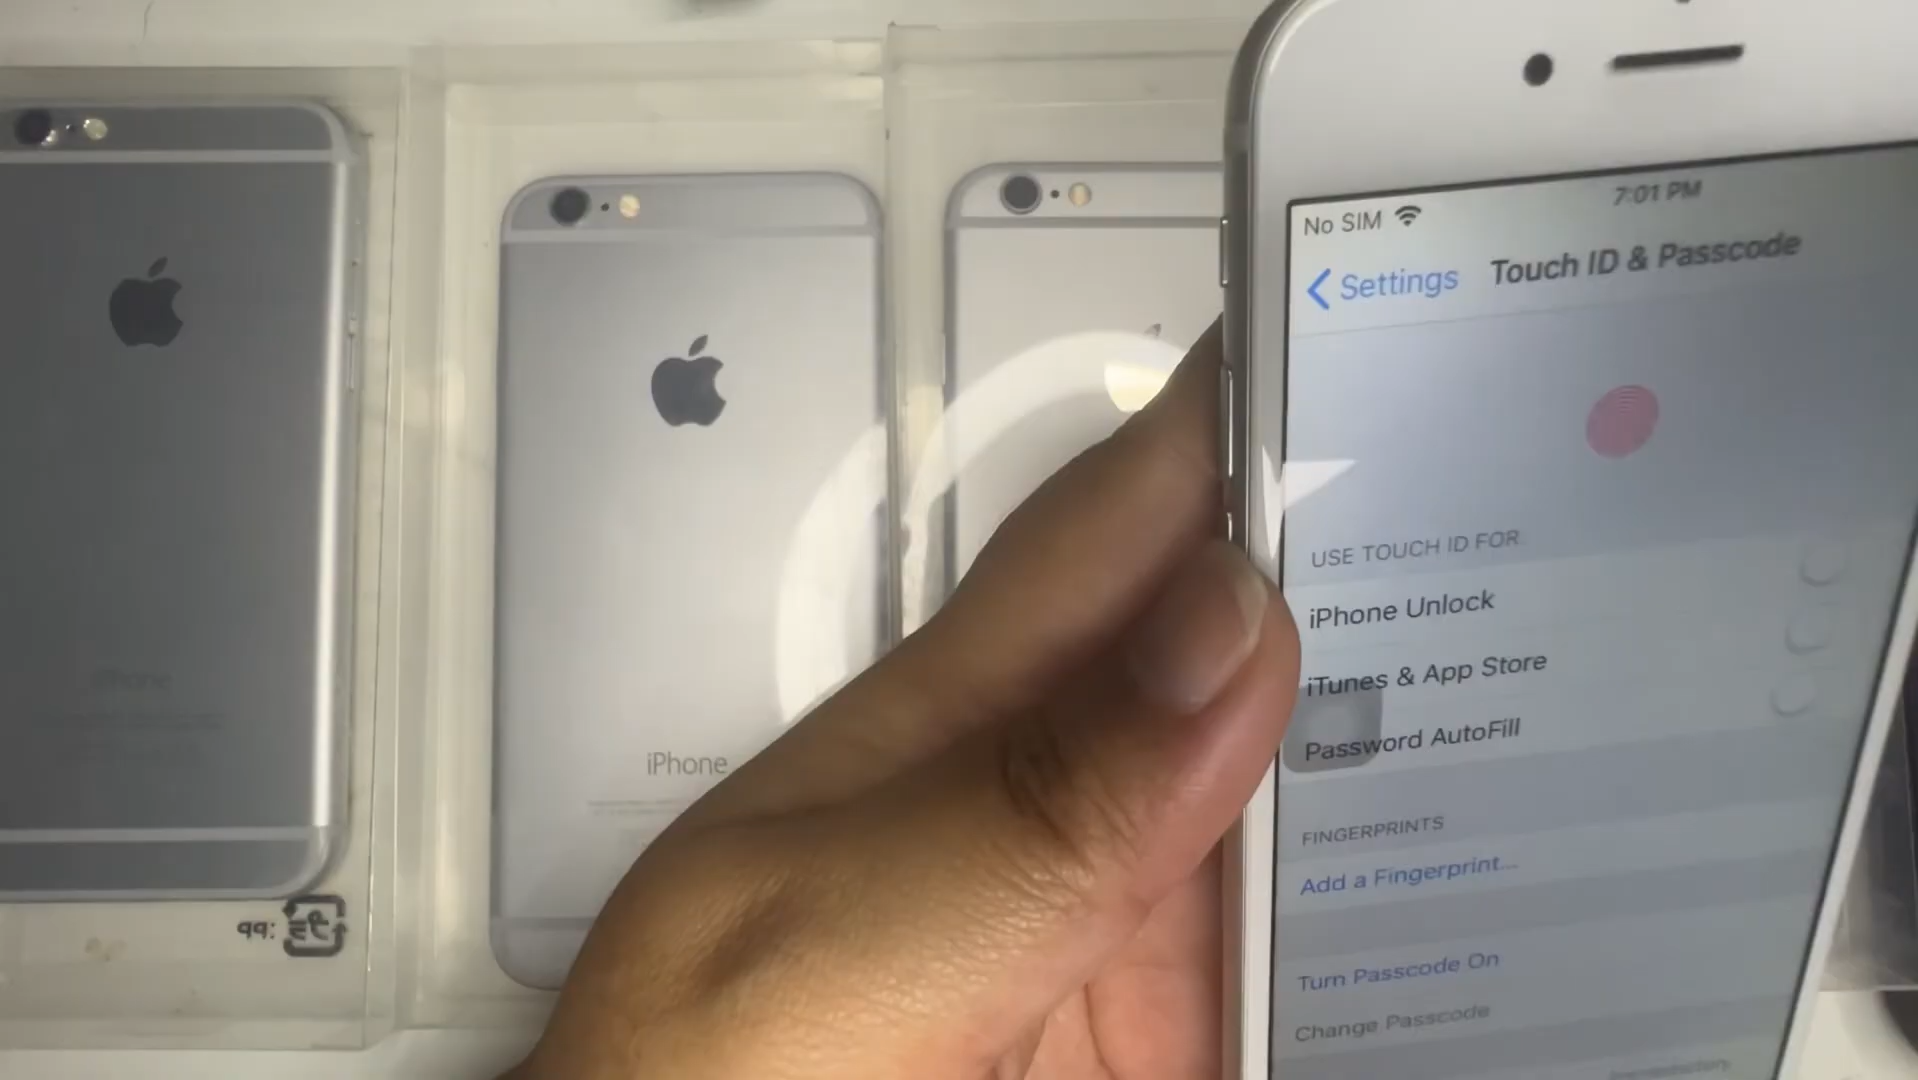 7:01 PM
No SIM
Settings
Touch ID & Passcode
USE TOUCH ID FOR:
iPhone Unlock
iTunes & App Store
Password AutoFill
FINGERPRINTS
Add a Fingerprint...
Turn Passcode On
Change Passcode
iPhone
iPhone